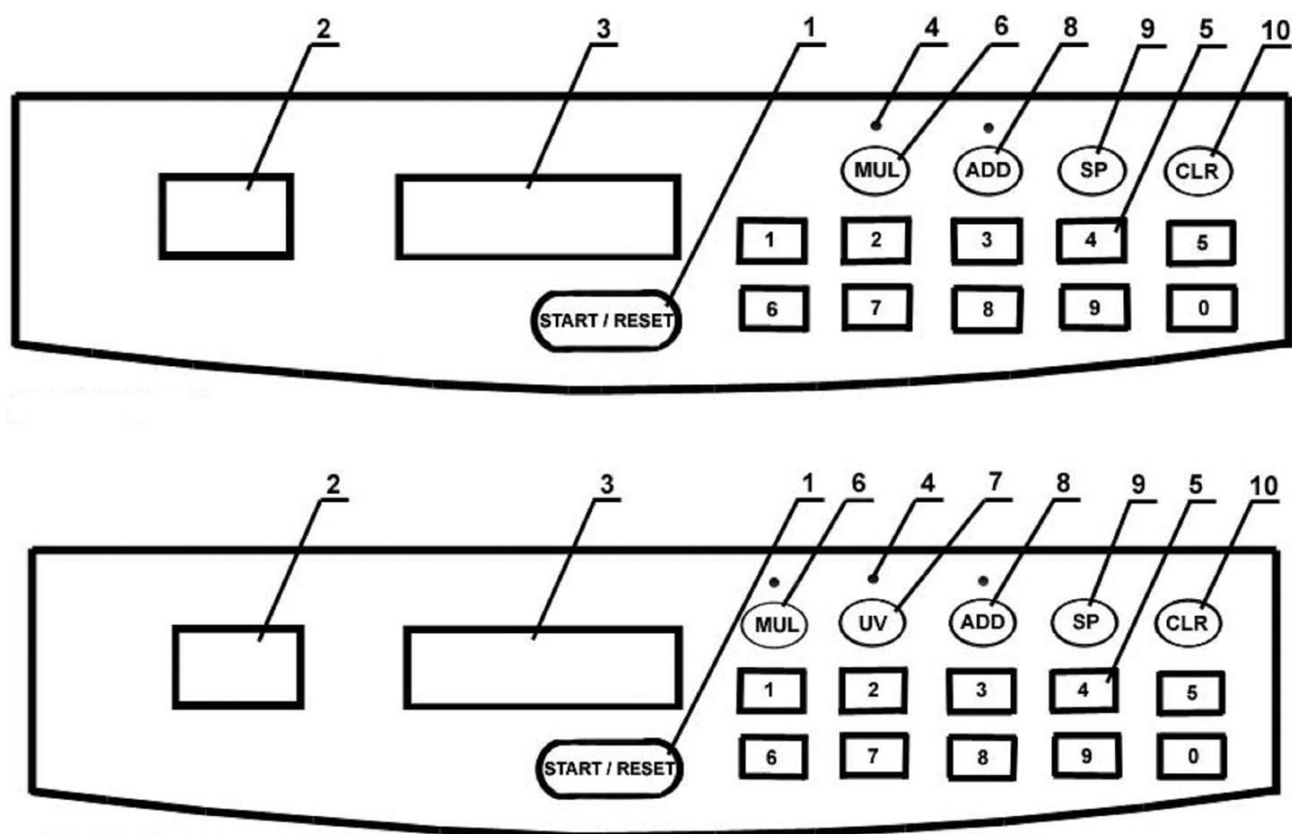 2 3 1 4 6 8 9 5 10
MUL ADD SP CLR
1 2 3 4 5
START / RESET
6 7 8 9 0
2 3 1 6 4 7 8 9 5 10
MUL UV ADD SP CLR
1 2 3 4 5
START / RESET
6 7 8 9 0